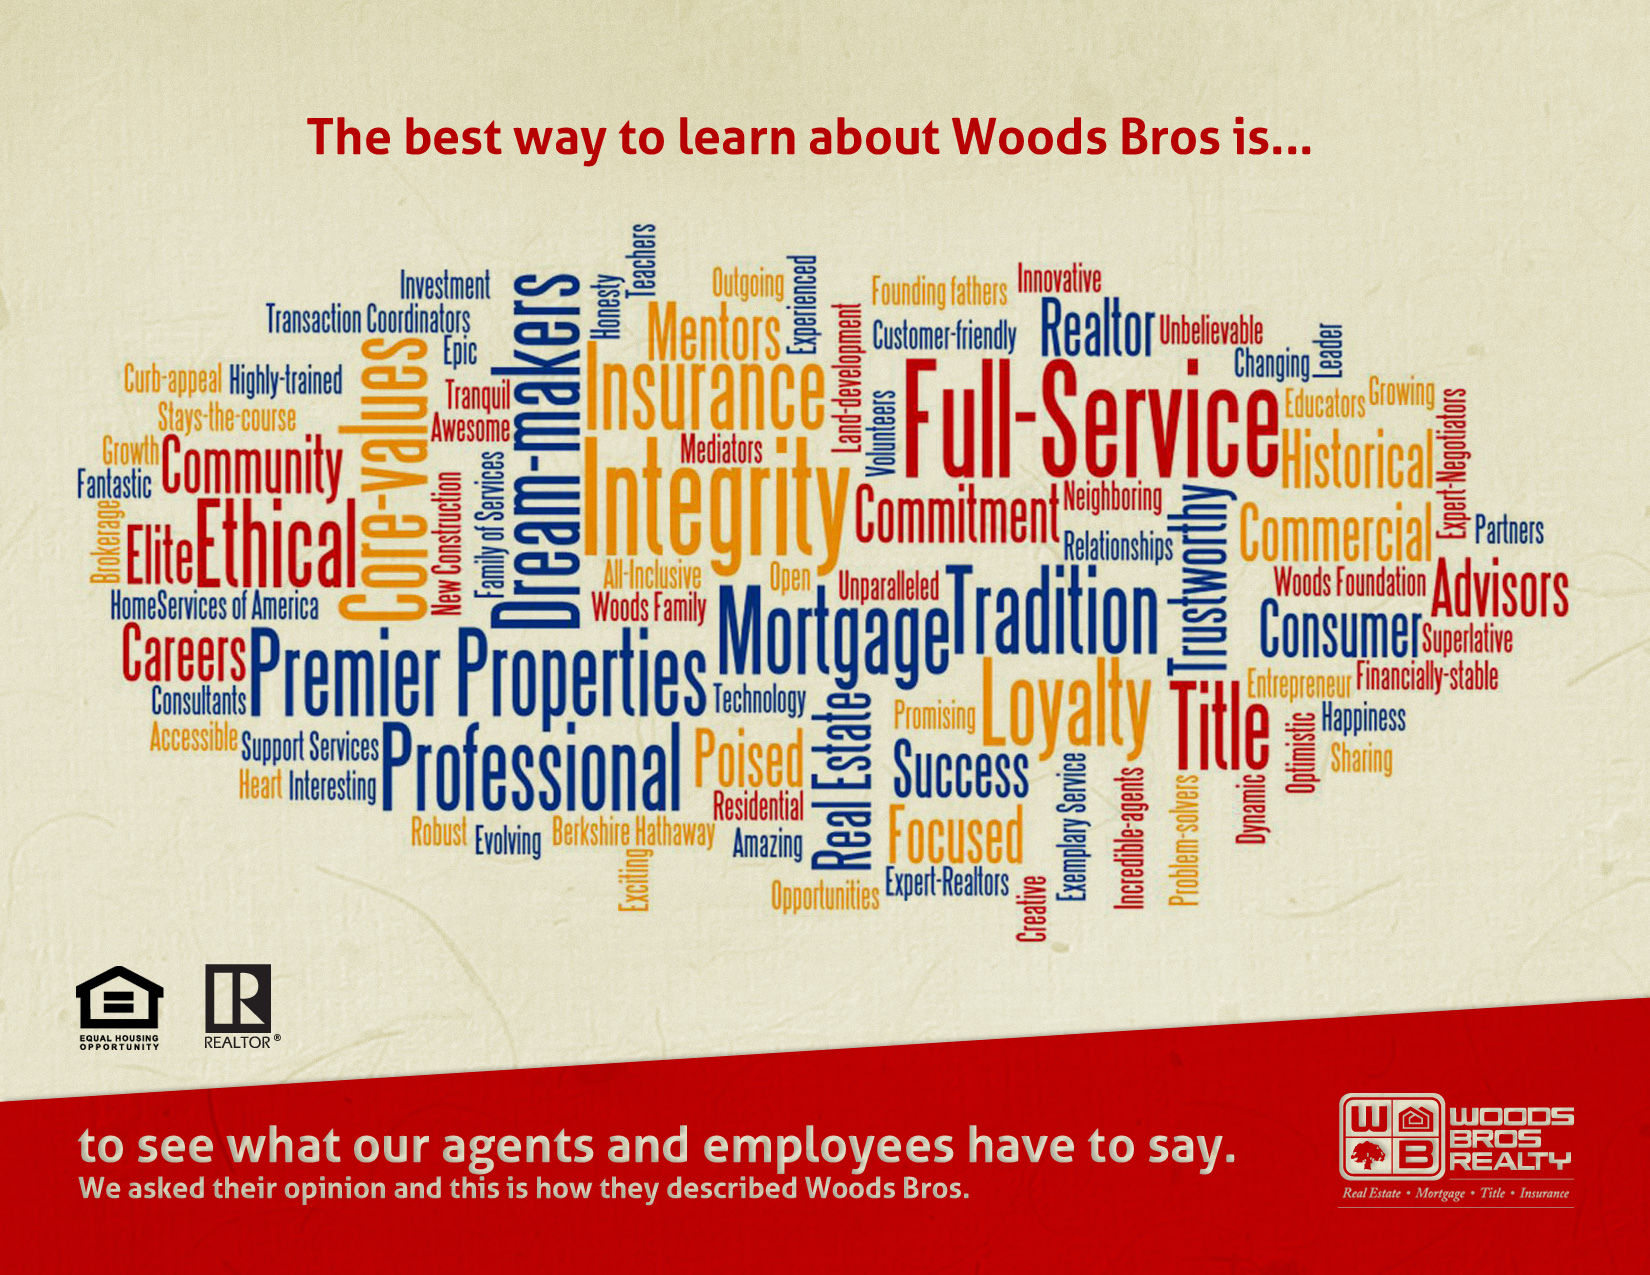 The best way to learn about Woods Bros is...
Teachers
Investment
Dream-makers
Honesty
Outgoing
Experienced
Founding fathers
Innovative
Transaction Coordinators
Mentors
Land-development
Customer-friendly
Realtor
Unbelievable
Leader
Epic
Core-values
Insurance
Changing
Curb-appeal
Highly-trained
Tranquil
Full-Service
Educators
Growing
Stays-the-course
Awesome
Mediators
Volunteers
Historical
Expert-Negotiators
Growth
Community
Fantastic
New Construction
Family of Services
Integrity
Commitment
Neighboring
Trustworthy
Commercial
Partners
Brokerage
Elite
Ethical
Relationships
All-Inclusive
Open
Unparalleled
Tradition
Woods Foundation
Advisors
HomeServices of America
Woods Family
Mortgage
Consumer
Superlative
Careers
Premier Properties
Loyalty
Entrepreneur
Financially-stable
Consultants
Technology
Real Estate
Promising
Title
Optimistic
Happiness
Accessible
Support Services
Professional
Poised
Success
Sharing
Heart
Interesting
Residential
Exemplary Service
Incredible-agents
Problem-solvers
Dynamic
Robust
Evolving
Berkshire Hathaway
Amazing
Focused
Exciting
Opportunities
Expert-Realtors
Creative
EQUAL HOUSING
OPPORTUNITY
R
REALTOR®
to see what our agents and employees have to say.
We asked their opinion and this is how they described Woods Bros.
W
B
WOODS
BROS
REALTY
Real Estate • Mortgage • Title • Insurance